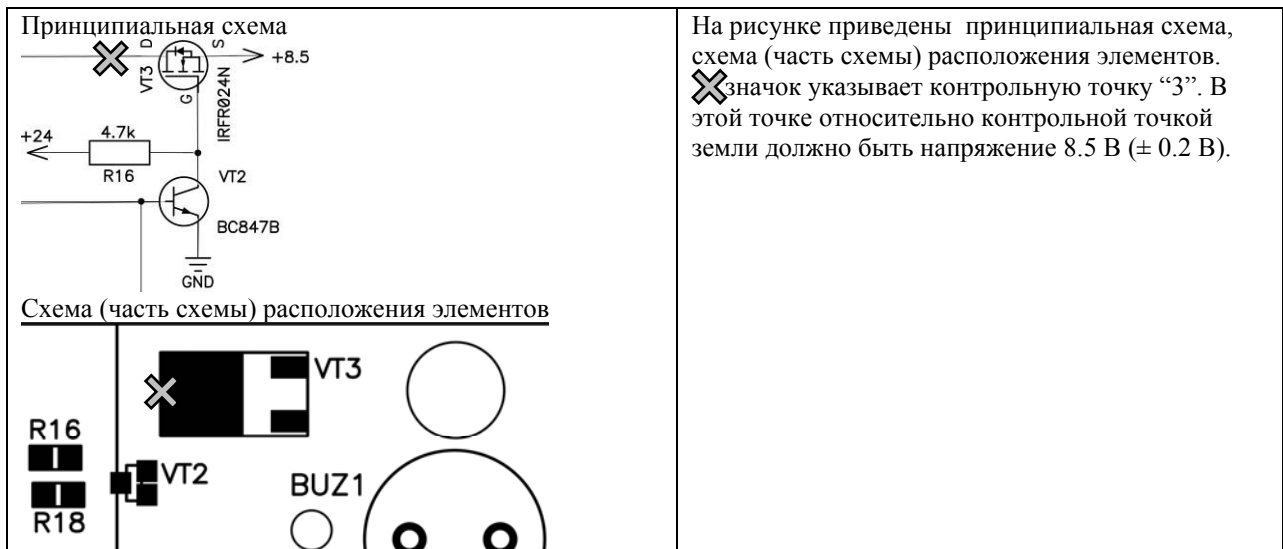 Принципиальная схема
D
S
+8.5
VT3
G
IRFR024N
+24
4.7k
R16
VT2
BC847B
GND
Схема (часть схемы) расположения элементов
VT3
R16
VT2
BUZ1
R18
На рисунке приведены принципиальная схема,
схема (часть схемы) расположения элементов.
значок указывает контрольную точку “3”. В
этой точке относительно контрольной точкой
земли должно быть напряжение 8.5 В (± 0.2 В).